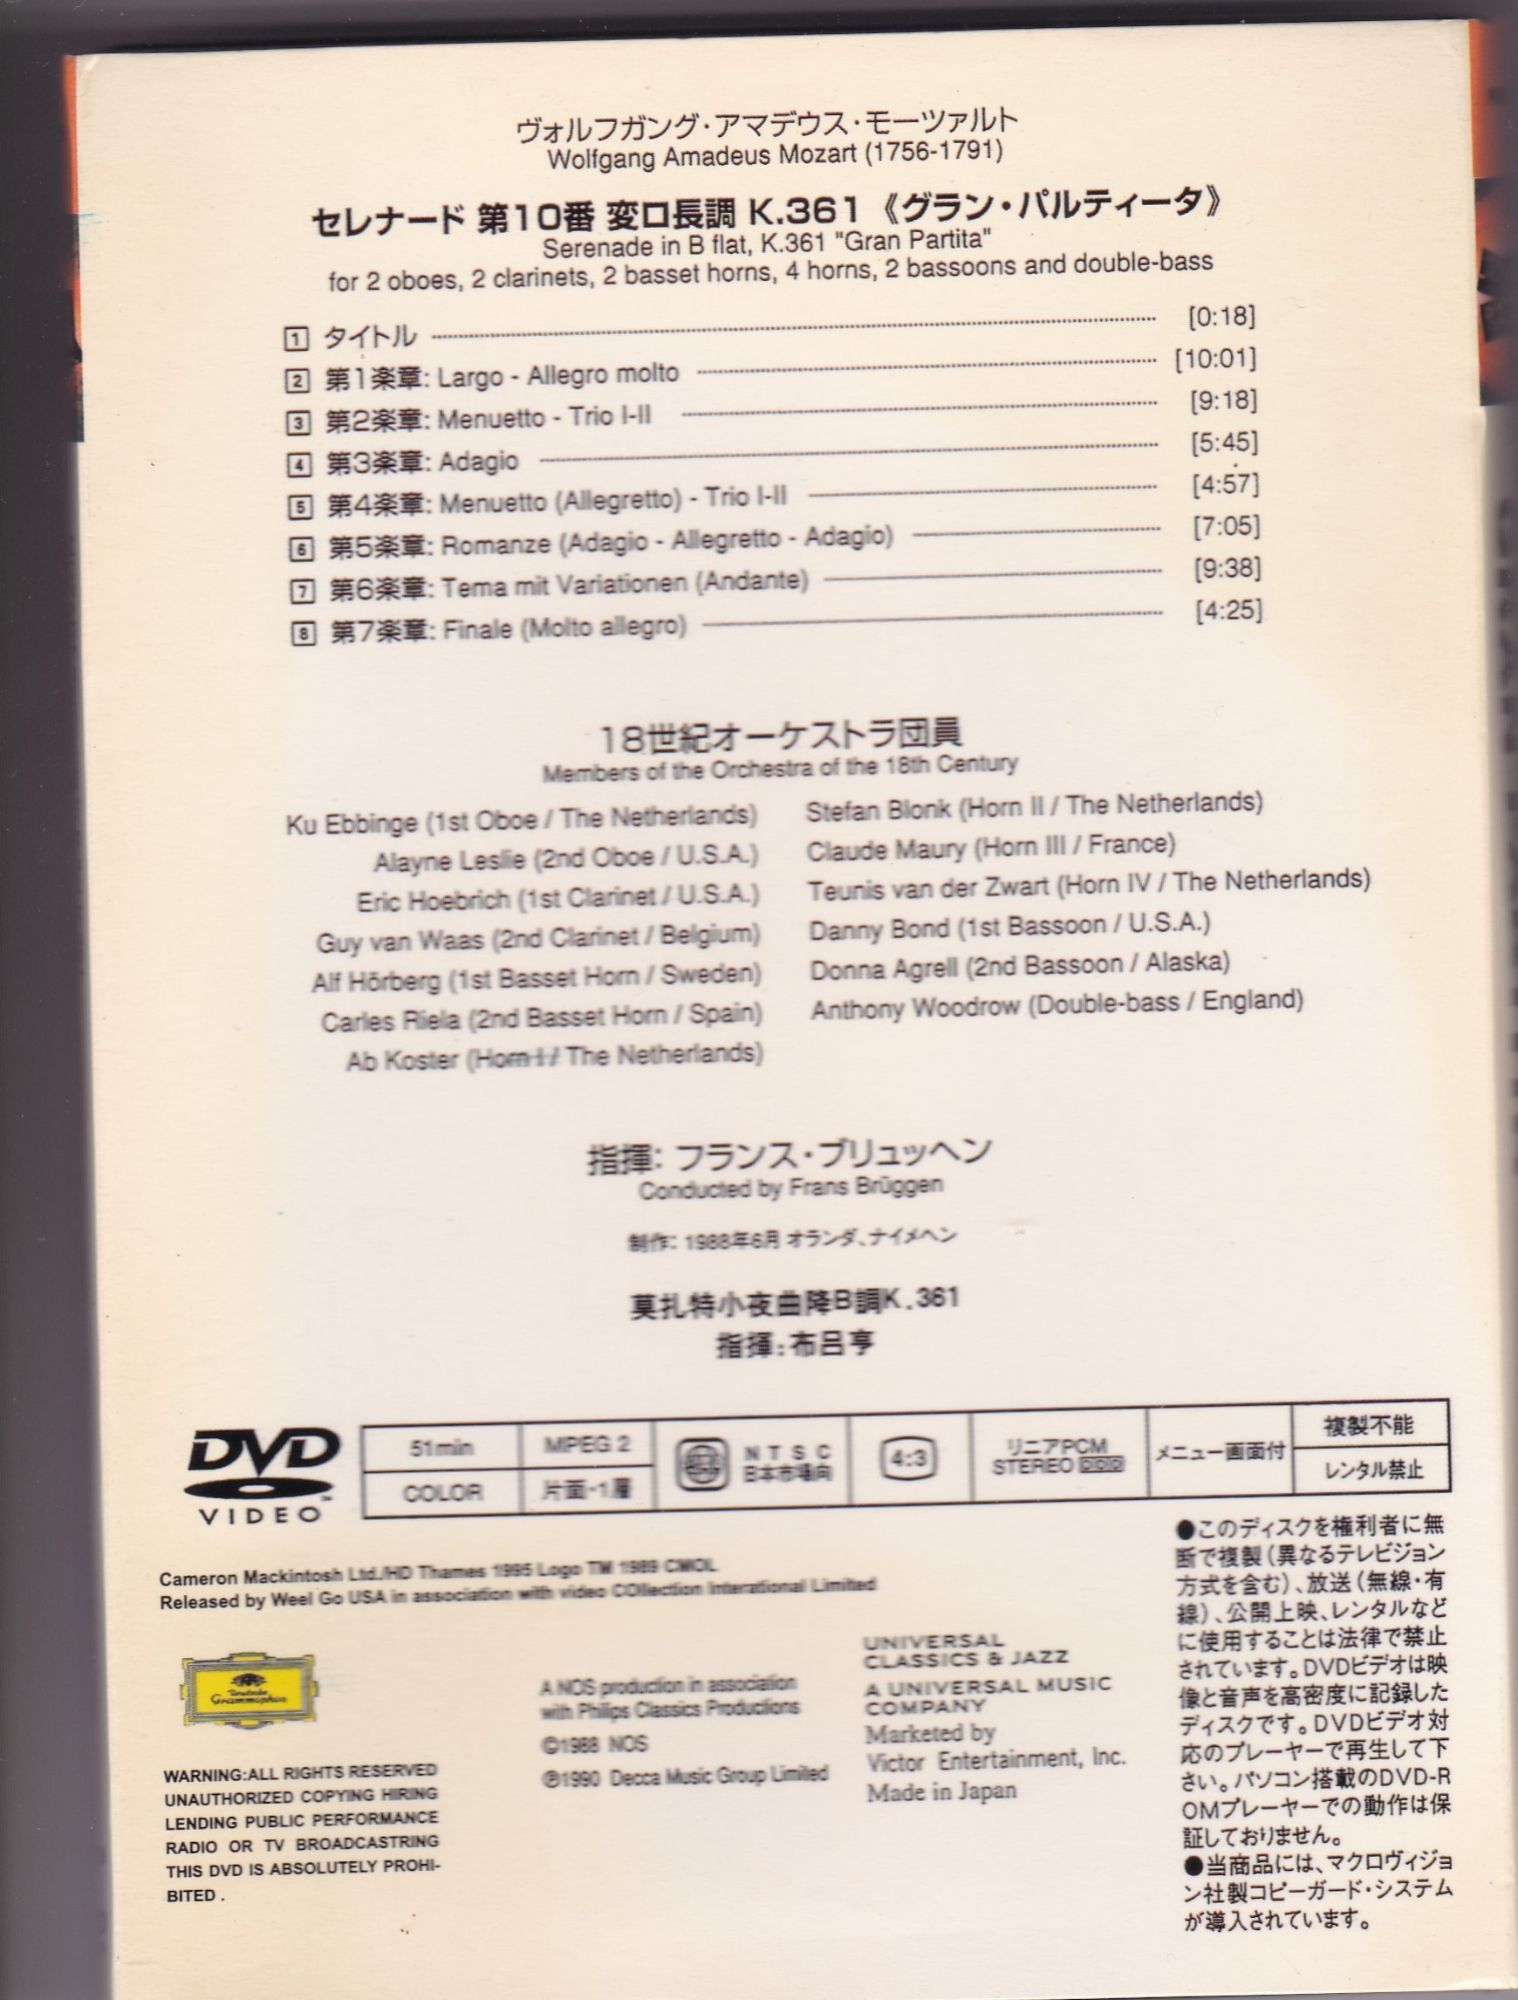 ヴォルフガング・アマデウス・モーツァルト
Wolfgang Amadeus Mozart (1756-1791)
セレナード 第10番 変ロ長調 K.361《グラン・パルティータ》
Serenade in B flat, K.361 "Gran Partita"
for 2 oboes, 2 clarinets, 2 basset horns, 4 horns, 2 bassoons and double-bass
1 タイトル [0:18]
2 第1楽章: Largo - Allegro molto [10:01]
3 第2楽章: Menuetto - Trio I-II [9:18]
4 第3楽章: Adagio [5:45]
5 第4楽章: Menuetto (Allegretto) - Trio I-II [4:57]
6 第5楽章: Romanze (Adagio - Allegretto - Adagio) [7:05]
7 第6楽章: Tema mit Variationen (Andante) [9:38]
8 第7楽章: Finale (Molto allegro) [4:25]
18世紀オーケストラ団員
Members of the Orchestra of the 18th Century
Ku Ebbinge (1st Oboe / The Netherlands)
Alayne Leslie (2nd Oboe / U.S.A.)
Eric Hoebrich (1st Clarinet / U.S.A.)
Guy van Waas (2nd Clarinet / Belgium)
Alf Hörberg (1st Basset Horn / Sweden)
Carles Riela (2nd Basset Horn / Spain)
Ab Koster (Horn I / The Netherlands)
Stefan Blonk (Horn II / The Netherlands)
Claude Maury (Horn III / France)
Teunis van der Zwart (Horn IV / The Netherlands)
Danny Bond (1st Bassoon / U.S.A.)
Donna Agrell (2nd Bassoon / Alaska)
Anthony Woodrow (Double-bass / England)
指揮: フランス・ブリュッヘン
Conducted by Frans Brüggen
制作: 1988年6月 オランダ、ナイメヘン
莫扎特小夜曲降B調K.361
指揮:布呂亨
DVD
VIDEO
51min
COLOR
MPEG 2
片面・1層
NTSC
日本市場向
4:3
リニアPCM
STEREO
メニュー画面付
複製不能
レンタル禁止
Cameron Mackintosh Ltd./HD Thames 1995 Logo TM 1989 CMOL
Released by Weel Go USA in association with video COllection Interational Limited
Deutsche
Grammophon
WARNING:ALL RIGHTS RESERVED
UNAUTHORIZED COPYING HIRING
LENDING PUBLIC PERFORMANCE
RADIO OR TV BROADCASTRING
THIS DVD IS ABSOLUTELY PROHI-
BITED .
A NOS production in association
with Philips Classics Productions
©1988 NOS
℗1990 Decca Music Group Limited
UNIVERSAL
CLASSICS & JAZZ
A UNIVERSAL MUSIC
COMPANY
Marketed by
Victor Entertainment, Inc.
Made in Japan
●このディスクを権利者に無
断で複製(異なるテレビジョン
方式を含む)、放送(無線・有
線)、公開上映、レンタルなど
に使用することは法律で禁止
されています。DVDビデオは映
像と音声を高密度に記録した
ディスクです。DVDビデオ対
応のプレーヤーで再生して下
さい。パソコン搭載のDVD-R
OMプレーヤーでの動作は保
証しておりません。
●当商品には、マクロヴィジョ
ン社製コピーガード・システム
が導入されています。